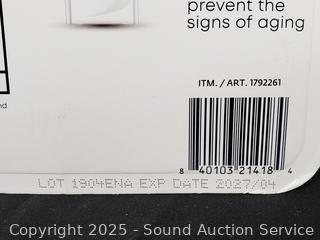 prevent the
signs of aging
ITM. / ART. 1792261
nd
8 40103 21418 4
LOT 1904ENA EXP DATE 2027/04
Copyright 2025 - Sound Auction Service